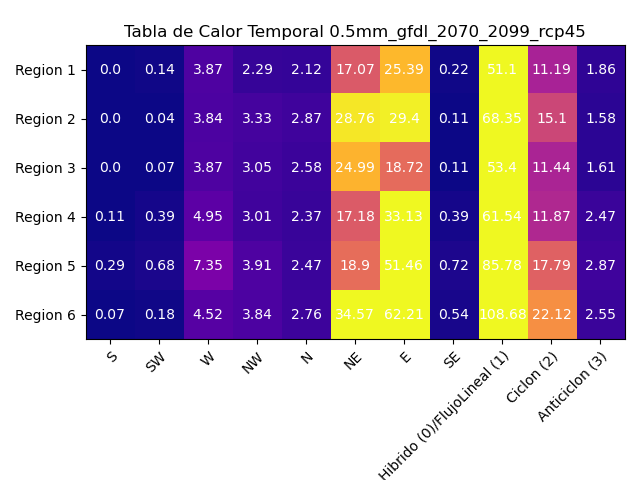 Tabla de Calor Temporal 0.5mm_gfdl_2070_2099_rcp45
Region 1 0.0 0.14 3.87 2.29 2.12 17.07 25.39 0.22 51.1 11.19 1.86
Region 2 0.0 0.04 3.84 3.33 2.87 28.76 29.4 0.11 68.35 15.1 1.58
Region 3 0.0 0.07 3.87 3.05 2.58 24.99 18.72 0.11 53.4 11.44 1.61
Region 4 0.11 0.39 4.95 3.01 2.37 17.18 33.13 0.39 61.54 11.87 2.47
Region 5 0.29 0.68 7.35 3.91 2.47 18.9 51.46 0.72 85.78 17.79 2.87
Region 6 0.07 0.18 4.52 3.84 2.76 34.57 62.21 0.54 108.68 22.12 2.55
S SW W NW N NE E SE Hibrido (0)/FlujoLineal (1) Ciclon (2) Anticiclon (3)